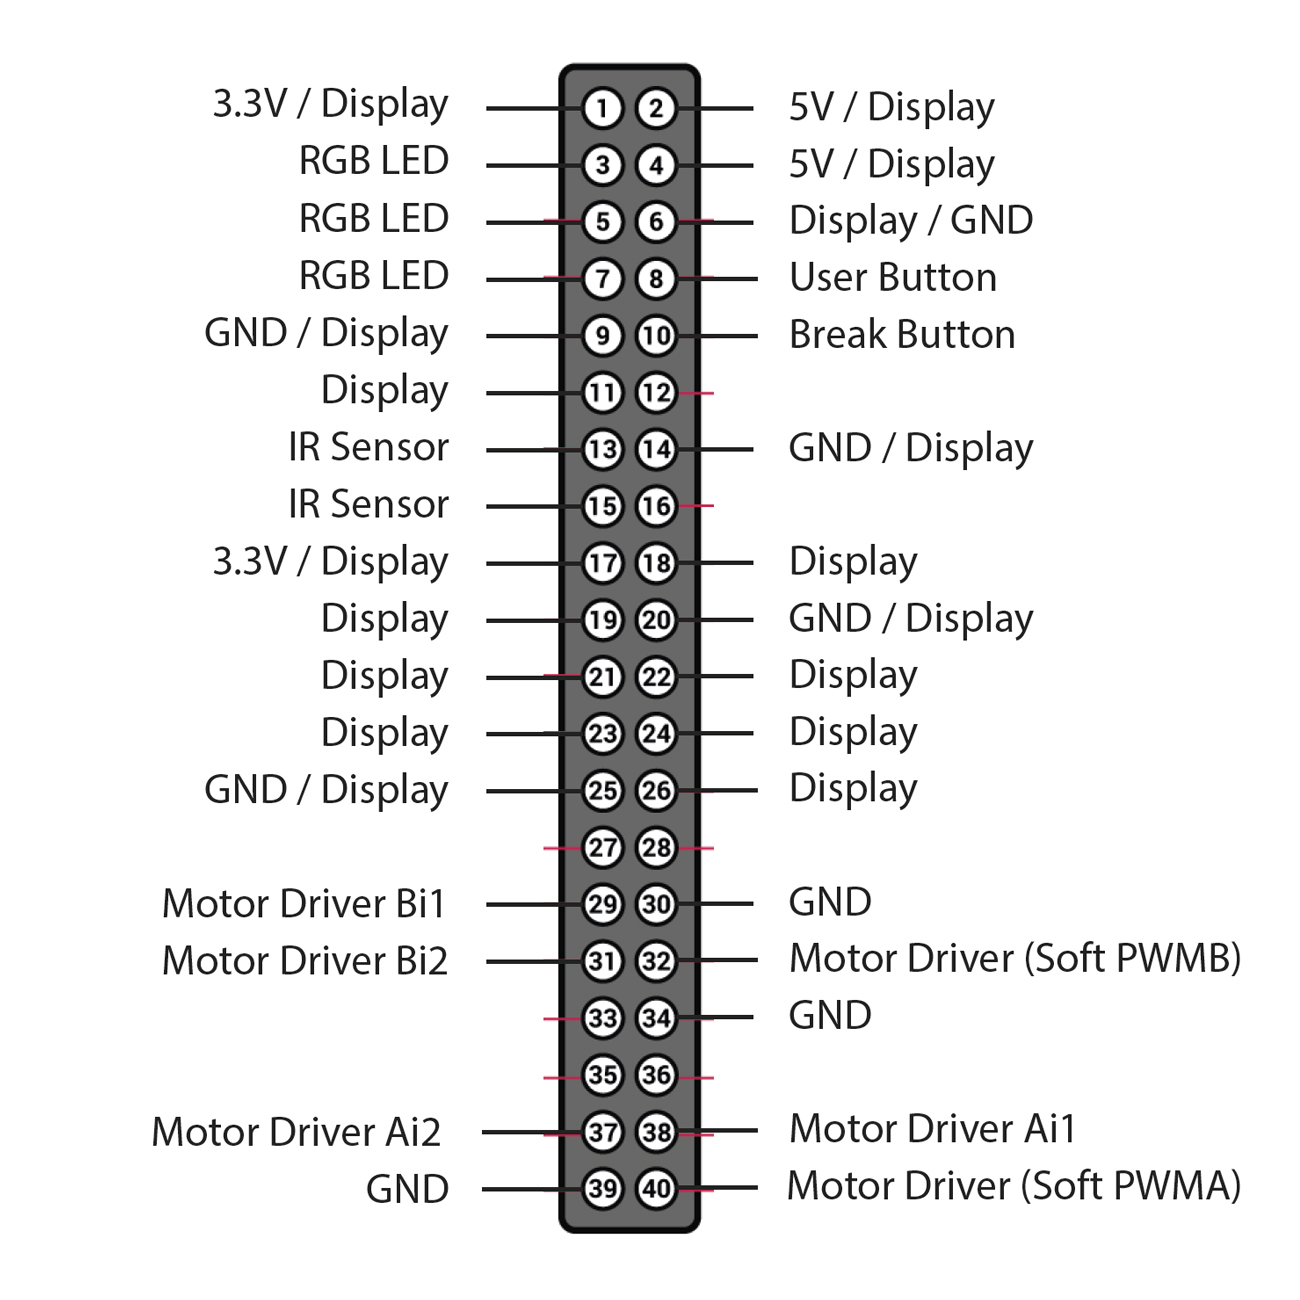 3.3V / Display 1 2 5V / Display
RGB LED 3 4 5V / Display
RGB LED 5 6 Display / GND
RGB LED 7 8 User Button
GND / Display 9 10 Break Button
Display 11 12
IR Sensor 13 14 GND / Display
IR Sensor 15 16
3.3V / Display 17 18 Display
Display 19 20 GND / Display
Display 21 22 Display
Display 23 24 Display
GND / Display 25 26 Display
27 28
Motor Driver Bi1 29 30 GND
Motor Driver Bi2 31 32 Motor Driver (Soft PWMB)
33 34 GND
35 36
Motor Driver Ai2 37 38 Motor Driver Ai1
GND 39 40 Motor Driver (Soft PWMA)